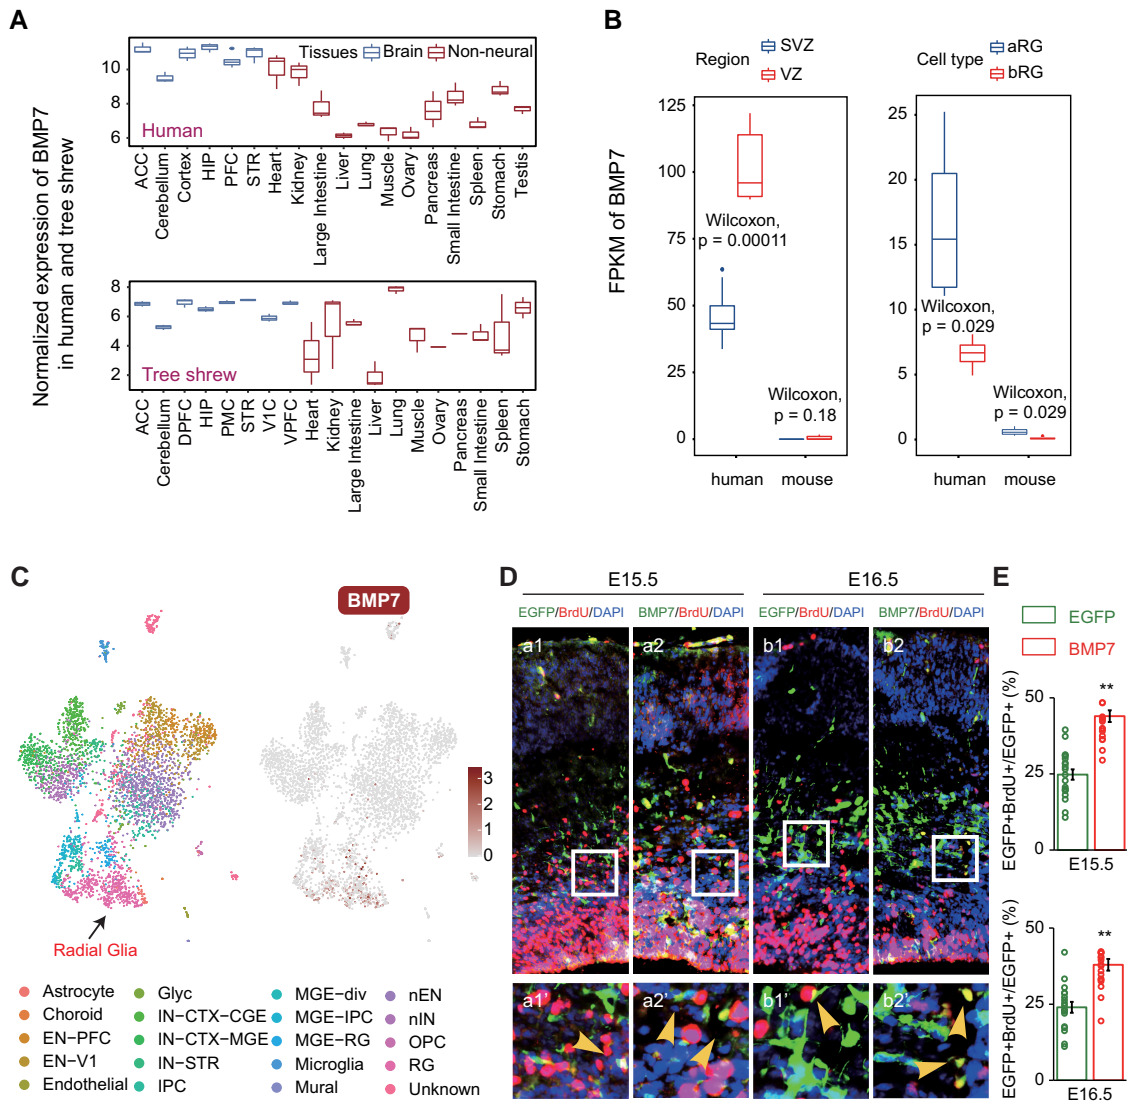 A
Normalized expression of BMP7
in human and tree shrew
Tissues Brain Non-neural
10
8
6
Human
ACC
Cerebellum
Cortex
HIP
PFC
STR
Heart
Kidney
Large Intestine
Liver
Lung
Muscle
Ovary
Pancreas
Small Intestine
Spleen
Stomach
Testis
8
6
4
2
Tree shrew
ACC
Cerebellum
DPFC
HIP
PMC
STR
V1C
VPFC
Heart
Kidney
Large Intestine
Liver
Lung
Muscle
Ovary
Pancreas
Small Intestine
Spleen
Stomach
B
Region
SVZ
VZ
FPKM of BMP7
125
100
75
50
25
0
Wilcoxon,
p = 0.00011
Wilcoxon,
p = 0.18
human mouse
Cell type
aRG
bRG
25
20
15
10
5
0
Wilcoxon,
p = 0.029
Wilcoxon,
p = 0.029
human mouse
C
BMP7
3
2
1
0
Radial Glia
Astrocyte
Choroid
EN−PFC
EN−V1
Endothelial
Glyc
IN−CTX−CGE
IN−CTX−MGE
IN−STR
IPC
MGE−div
MGE−IPC
MGE−RG
Microglia
Mural
nEN
nIN
OPC
RG
Unknown
D
E15.5 E16.5
EGFP/BrdU/DAPI BMP7/BrdU/DAPI EGFP/BrdU/DAPI BMP7/BrdU/DAPI
a1 a2 b1 b2
a1' a2' b1' b2'
E
EGFP
BMP7
EGFP+BrdU+/EGFP+ (%)
50
25
0
**
E15.5
EGFP+BrdU+/EGFP+ (%)
50
25
0
**
E16.5